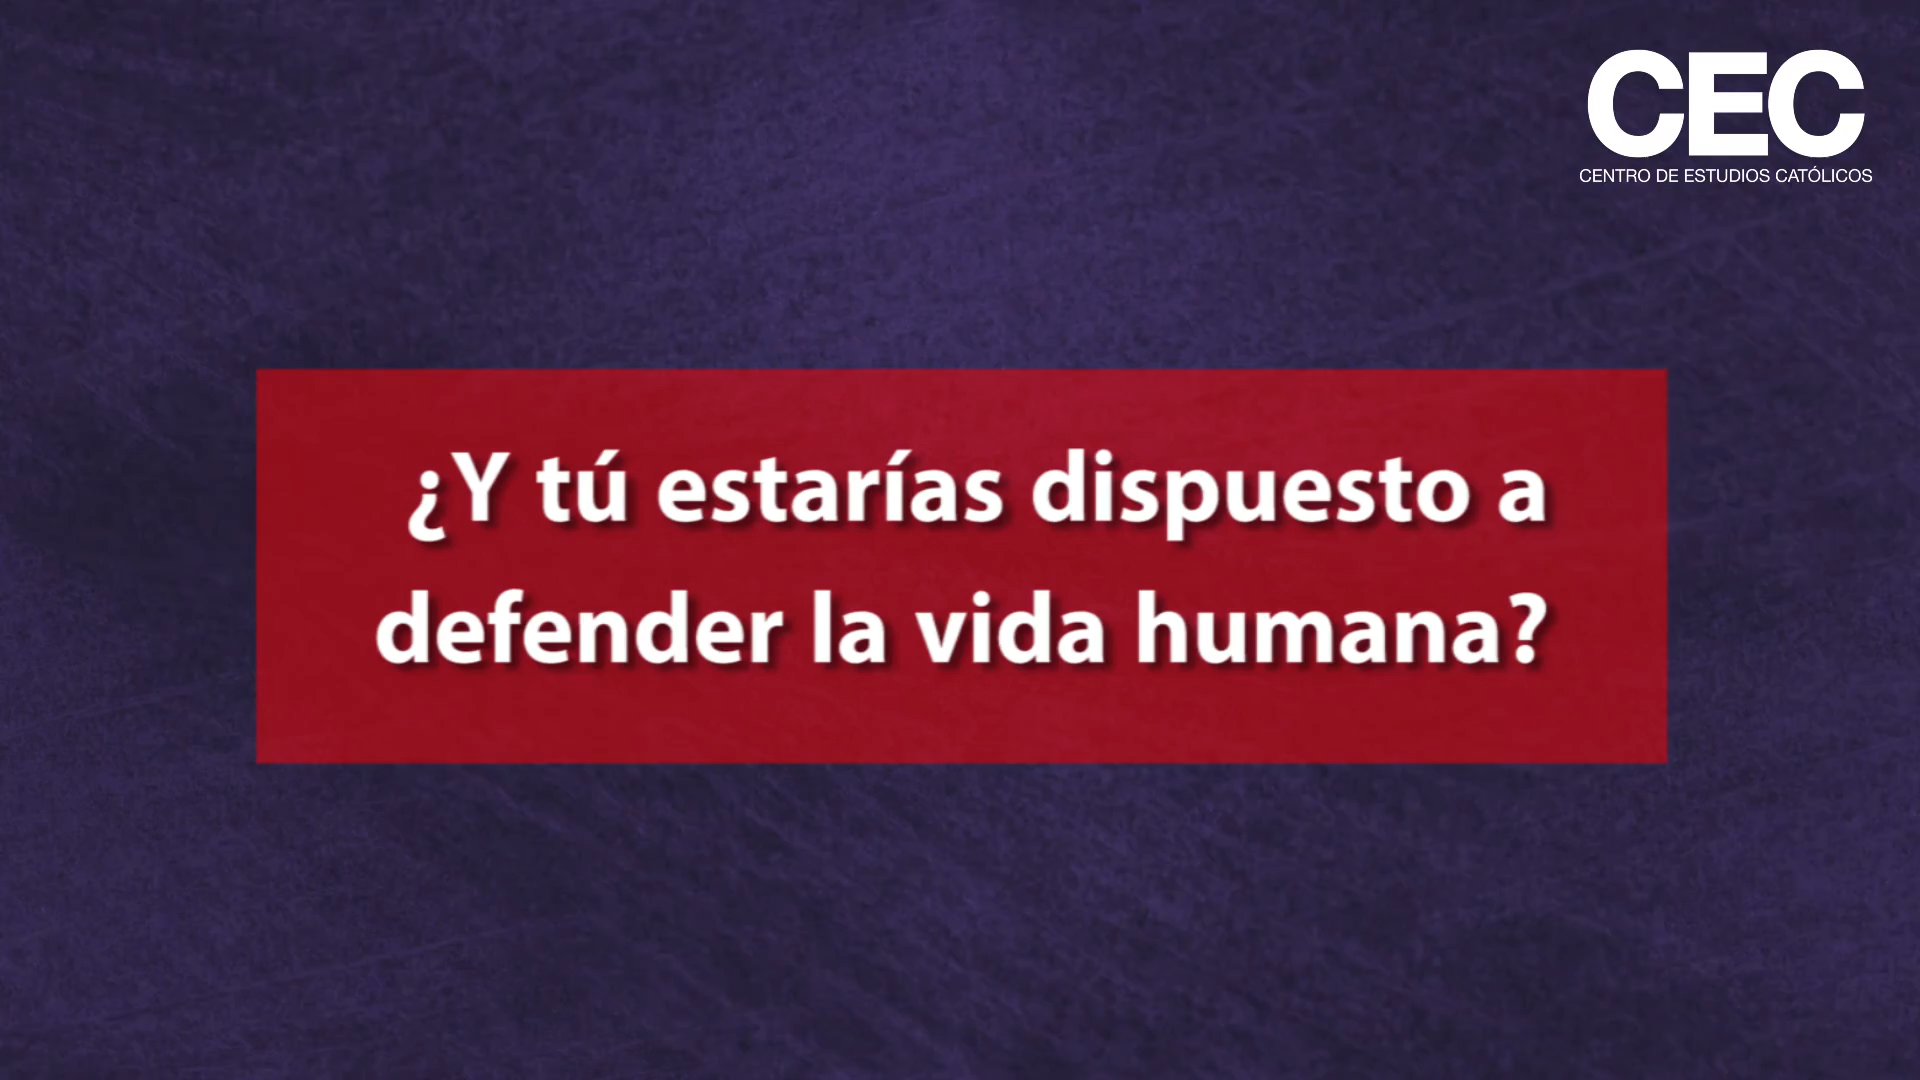 CEC
CENTRO DE ESTUDIOS CATÓLICOS
¿Y tú estarías dispuesto a
defender la vida humana?